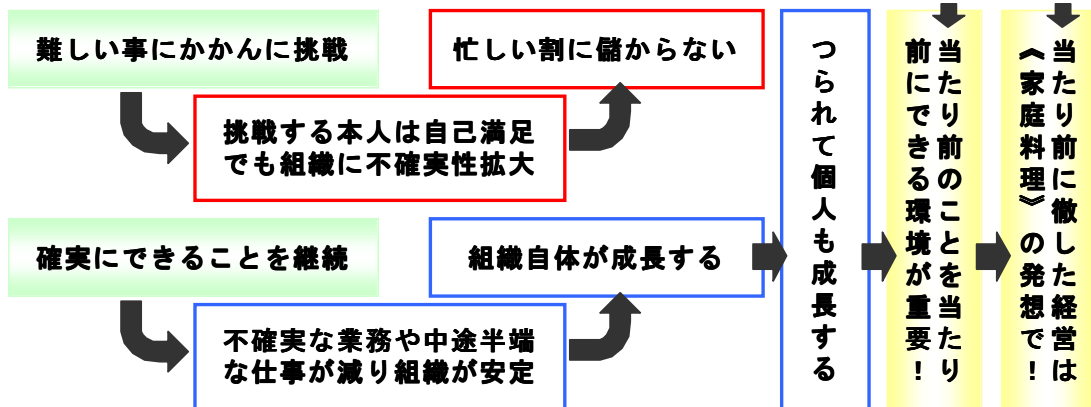 難しい事にかかんに挑戦
忙しい割に儲からない
挑戦する本人は自己満足
でも組織に不確実性拡大
確実にできることを継続
組織自体が成長する
不確実な業務や中途半端
な仕事が減り組織が安定
つられて個人も成長する
当たり前のことを当たり
前にできる環境が重要!
当たり前に徹した経営は
《家庭料理》の発想で!